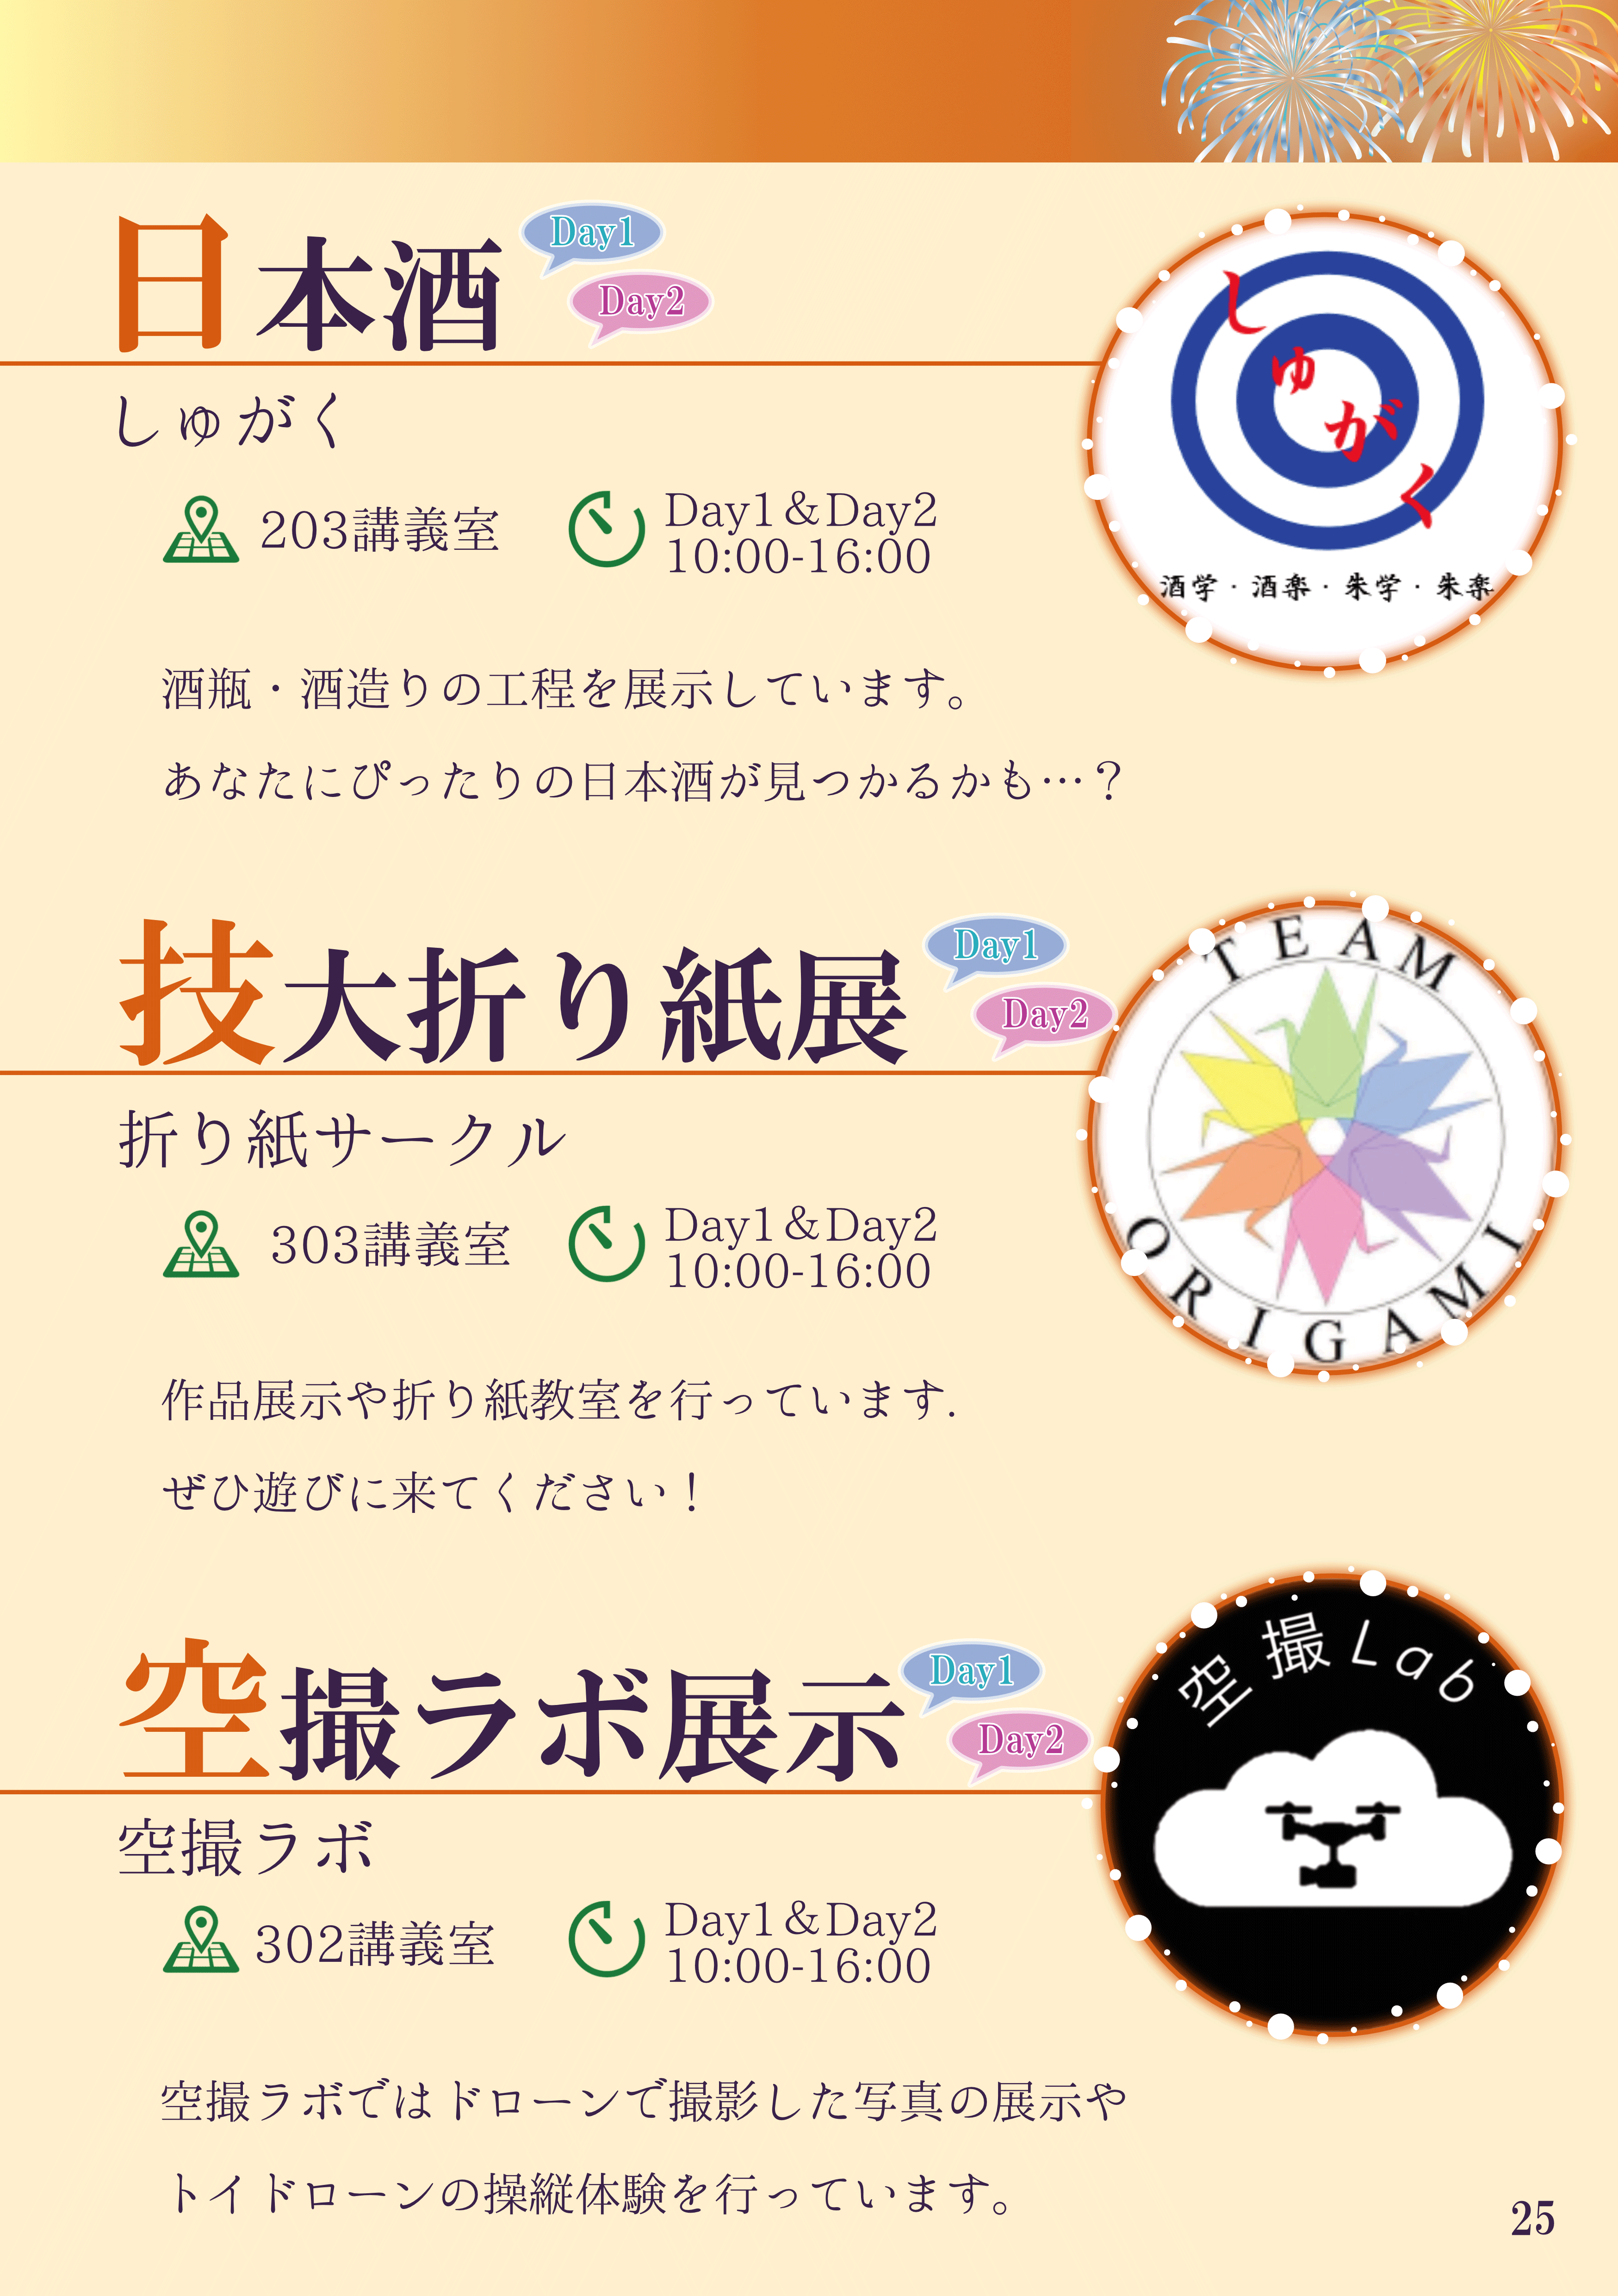 日本酒
Day1
Day2
しゅがく
203講義室
Day1＆Day2
10:00-16:00
しゅがく
酒学・酒楽・朱学・朱楽
酒瓶・酒造りの工程を展示しています。
あなたにぴったりの日本酒が見つかるかも…？
技大折り紙展
Day1
Day2
折り紙サークル
303講義室
Day1＆Day2
10:00-16:00
TEAM
ORIGAMI
作品展示や折り紙教室を行っています.
ぜひ遊びに来てください！
空撮ラボ展示
Day1
Day2
空撮ラボ
302講義室
Day1＆Day2
10:00-16:00
空撮Lab
空撮ラボではドローンで撮影した写真の展示や
トイドローンの操縦体験を行っています。
25